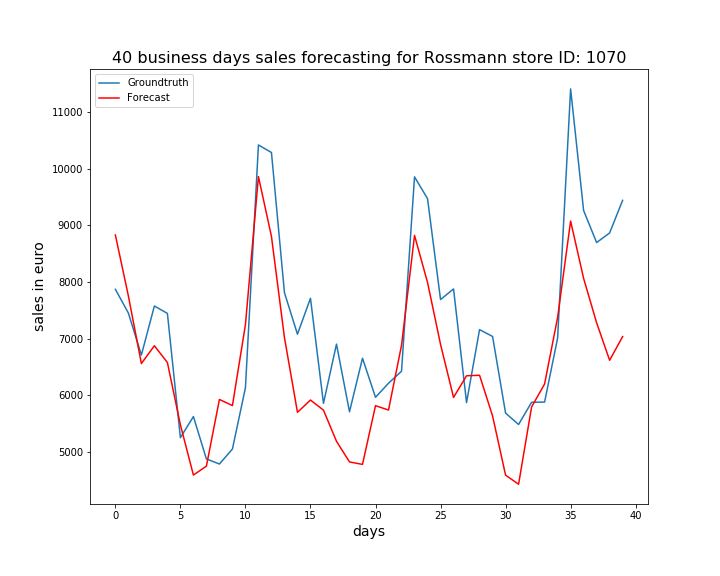 40 business days sales forecasting for Rossmann store ID: 1070
Groundtruth
Forecast
11000
10000
9000
8000
7000
6000
5000
sales in euro
0 5 10 15 20 25 30 35 40
days